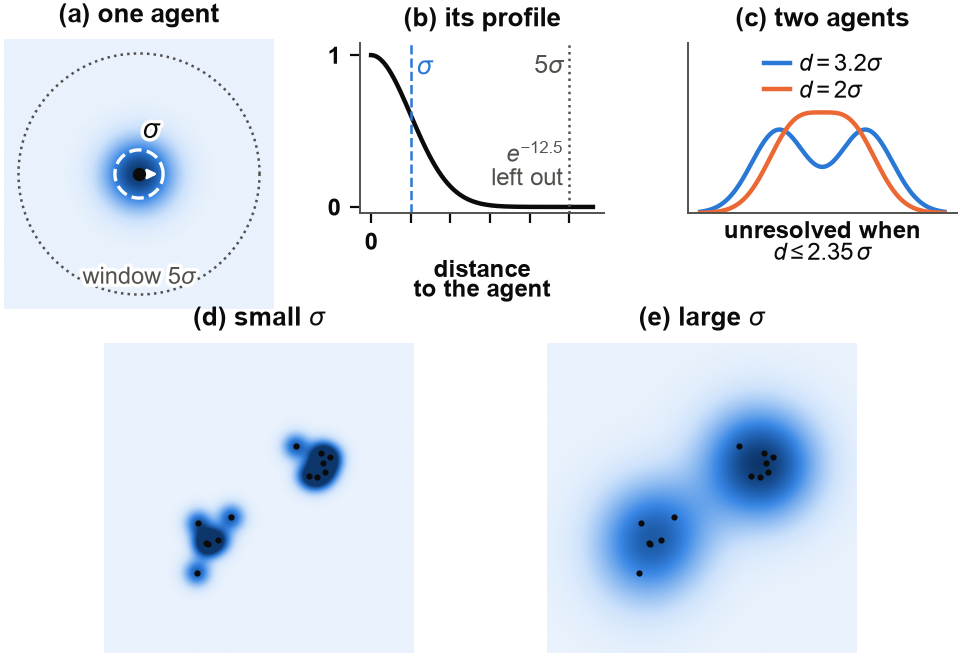 (a) one agent
σ
window 5σ
(b) its profile
1
σ
5σ
e^−12.5
left out
0
0
distance
to the agent
(c) two agents
d = 3.2σ
d = 2σ
unresolved when
d ≤ 2.35 σ
(d) small σ
(e) large σ